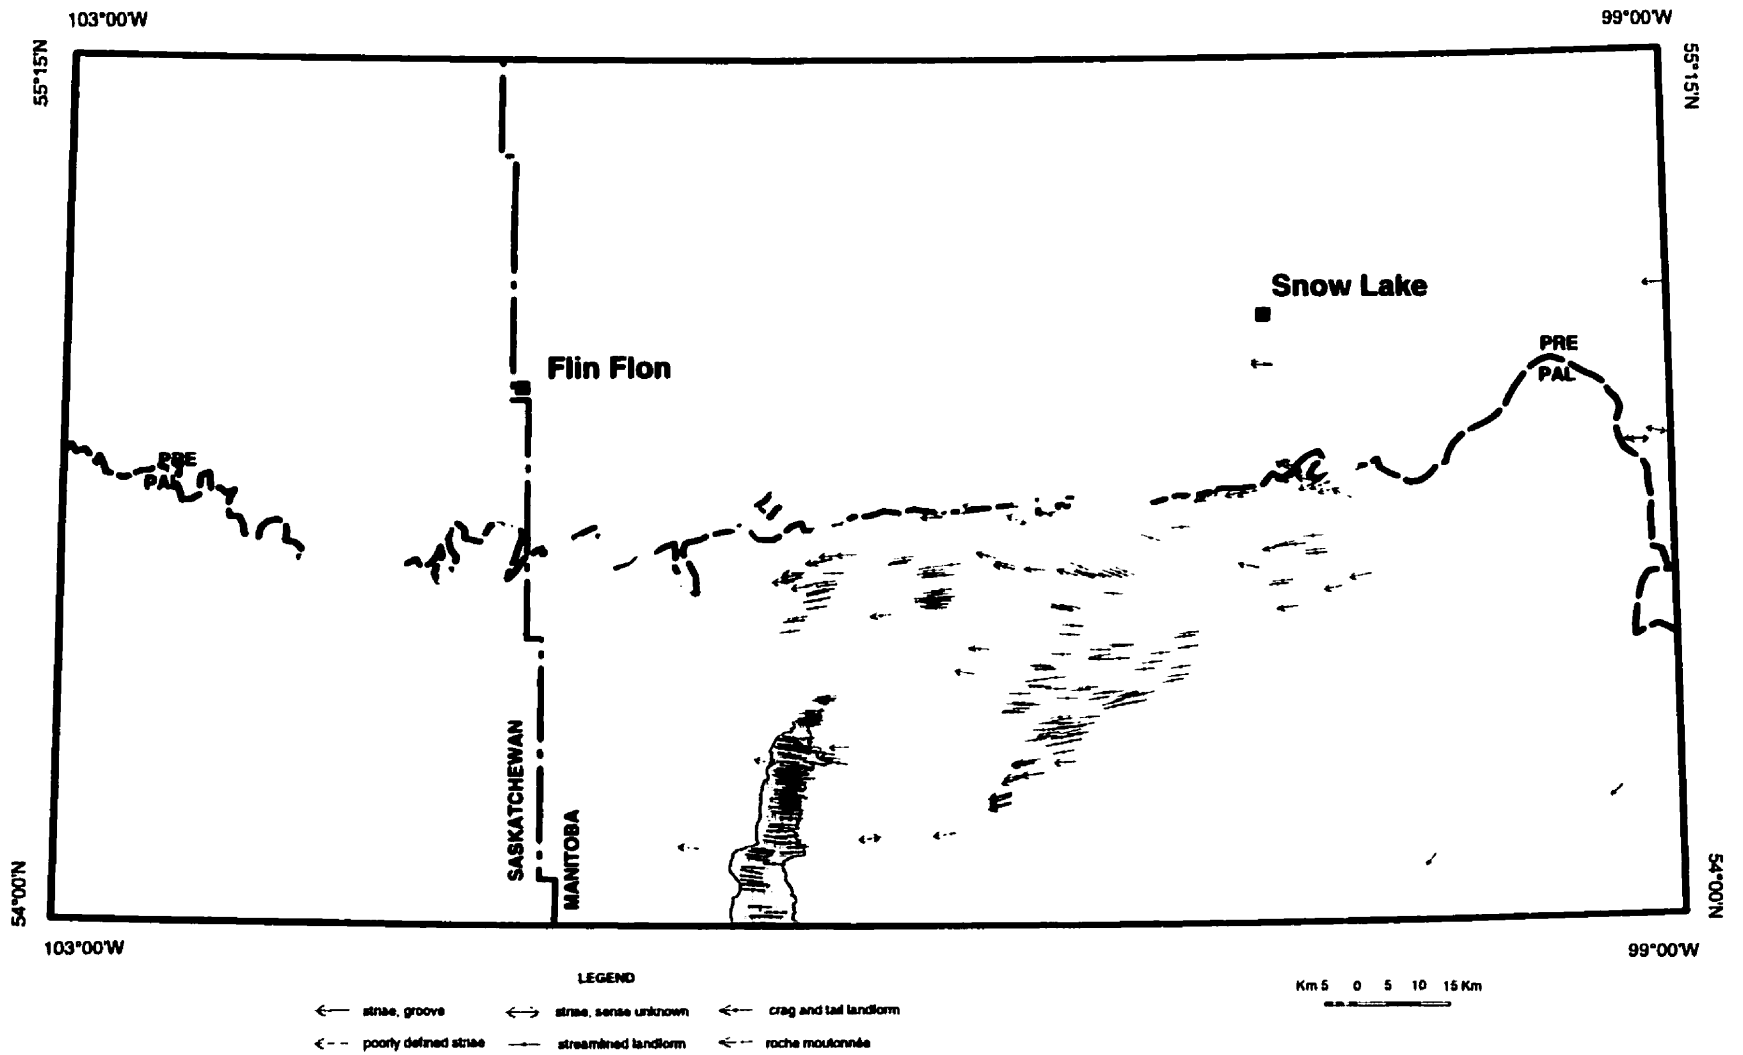 103°00'W
99°00'W
55°15'N
55°15'N
Snow Lake
PRE
PAL
Flin Flon
PRE
PAL
SASKATCHEWAN
MANITOBA
54°00'N
54°00'N
103°00'W
99°00'W
LEGEND
striae, groove
striae, sense unknown
crag and tail landform
poorly defined striae
streamlined landform
roche moutonnée
Km 5 0 5 10 15 Km